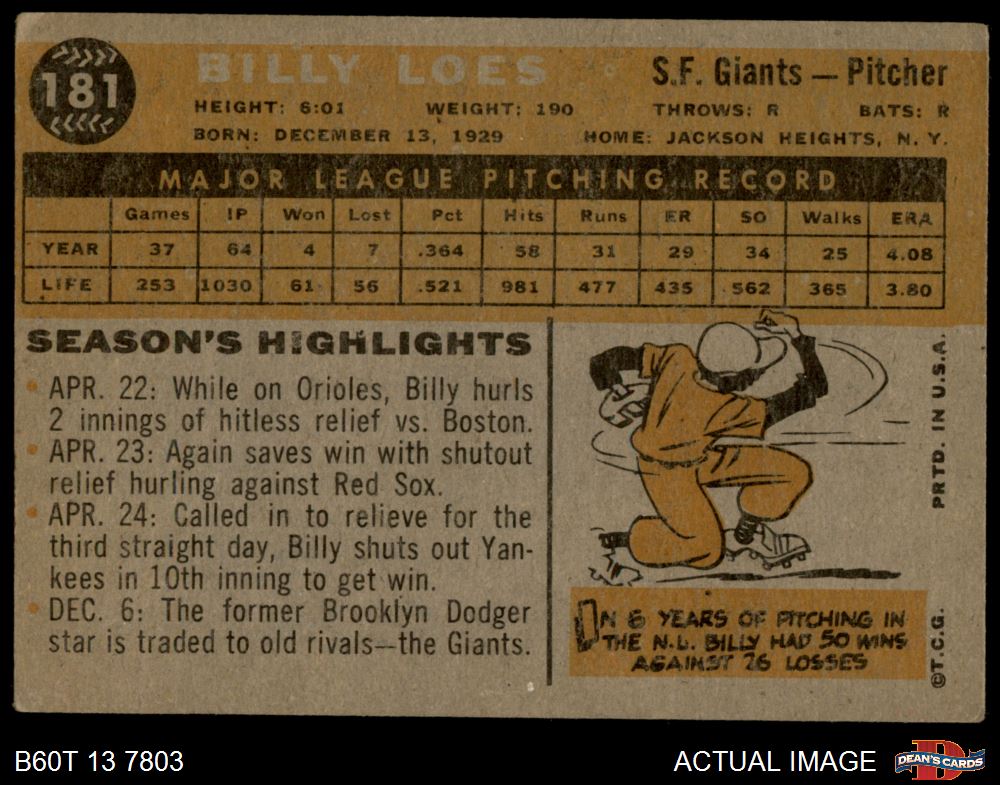 181
BILLY LOES
S.F. Giants — Pitcher
HEIGHT: 6:01 WEIGHT: 190 THROWS: R BATS: R
BORN: DECEMBER 13, 1929 HOME: JACKSON HEIGHTS, N. Y.
MAJOR LEAGUE PITCHING RECORD
Games IP Won Lost Pct Hits Runs ER SO Walks ERA
YEAR 37 64 4 7 .364 58 31 29 34 25 4.08
LIFE 253 1030 61 56 .521 981 477 435 562 365 3.80
SEASON'S HIGHLIGHTS
• APR. 22: While on Orioles, Billy hurls
2 innings of hitless relief vs. Boston.
• APR. 23: Again saves win with shutout
relief hurling against Red Sox.
• APR. 24: Called in to relieve for the
third straight day, Billy shuts out Yan-
kees in 10th inning to get win.
• DEC. 6: The former Brooklyn Dodger
star is traded to old rivals—the Giants.
IN 6 YEARS OF PITCHING IN
THE N.L. BILLY HAD 50 WINS
AGAINST 26 LOSSES
©T.C.G. PRTD. IN U.S.A.
B60T 13 7803
ACTUAL IMAGE
DEAN'S CARDS